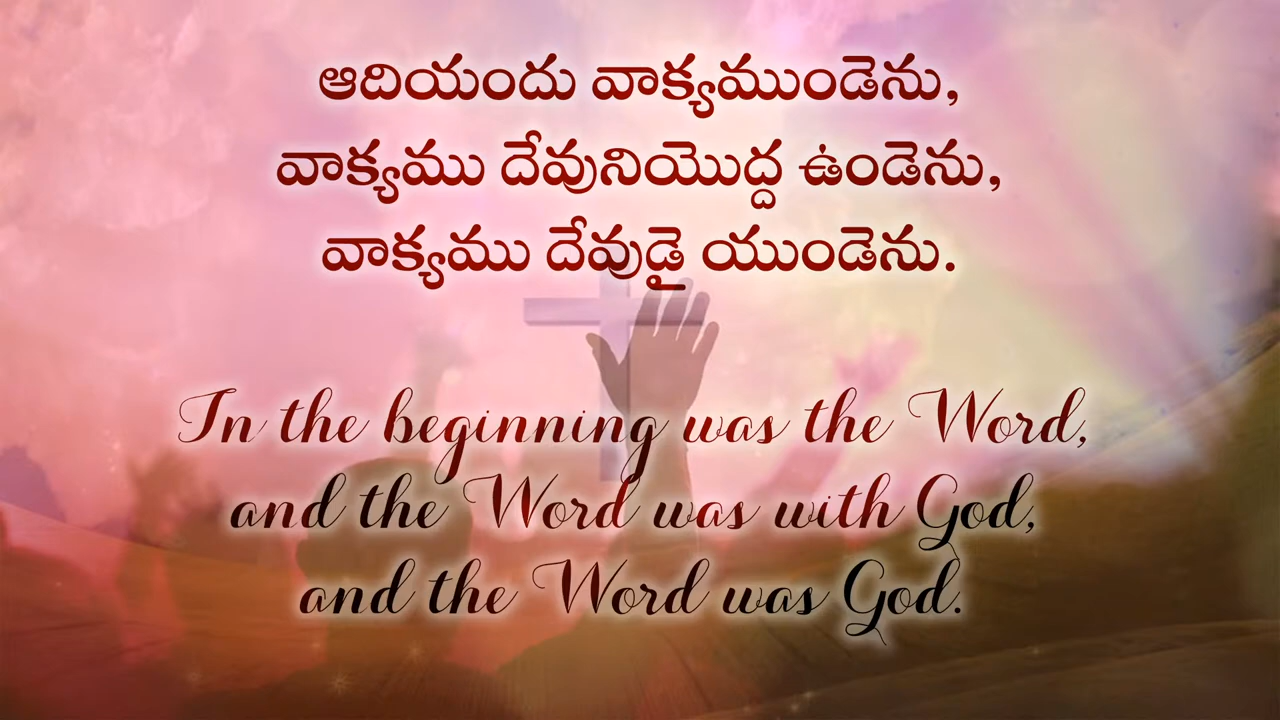 ఆదియందు వాక్యముండెను,
వాక్యము దేవునియొద్ద ఉండెను,
వాక్యము దేవుడై యుండెను.
In the beginning was the Word,
and the Word was with God,
and the Word was God.